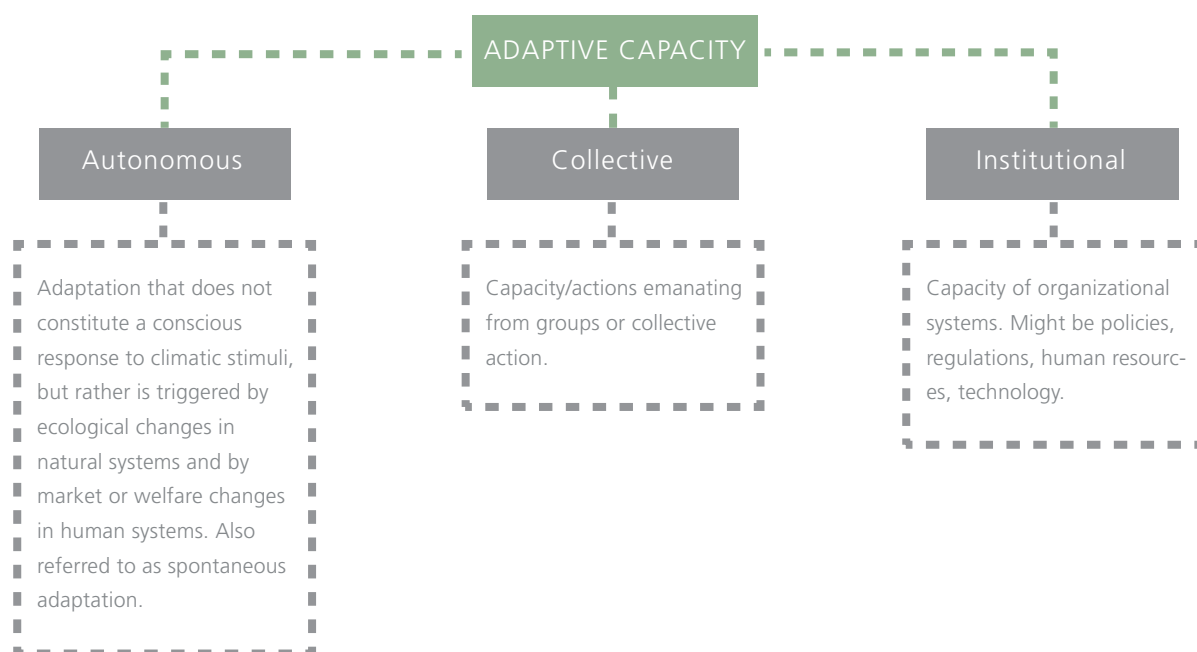 ADAPTIVE CAPACITY
Autonomous
Adaptation that does not
constitute a conscious
response to climatic stimuli,
but rather is triggered by
ecological changes in
natural systems and by
market or welfare changes
in human systems. Also
referred to as spontaneous
adaptation.
Collective
Capacity/actions emanating
from groups or collective
action.
Institutional
Capacity of organizational
systems. Might be policies,
regulations, human resourc-
es, technology.